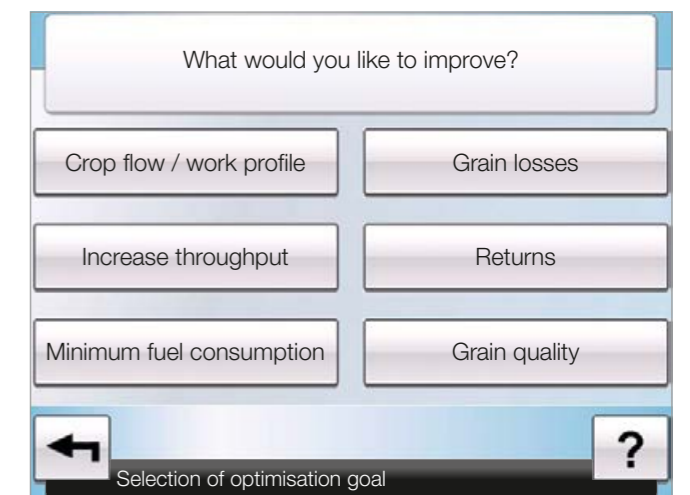 What would you like to improve?
Crop flow / work profile
Grain losses
Increase throughput
Returns
Minimum fuel consumption
Grain quality
?
Selection of optimisation goal